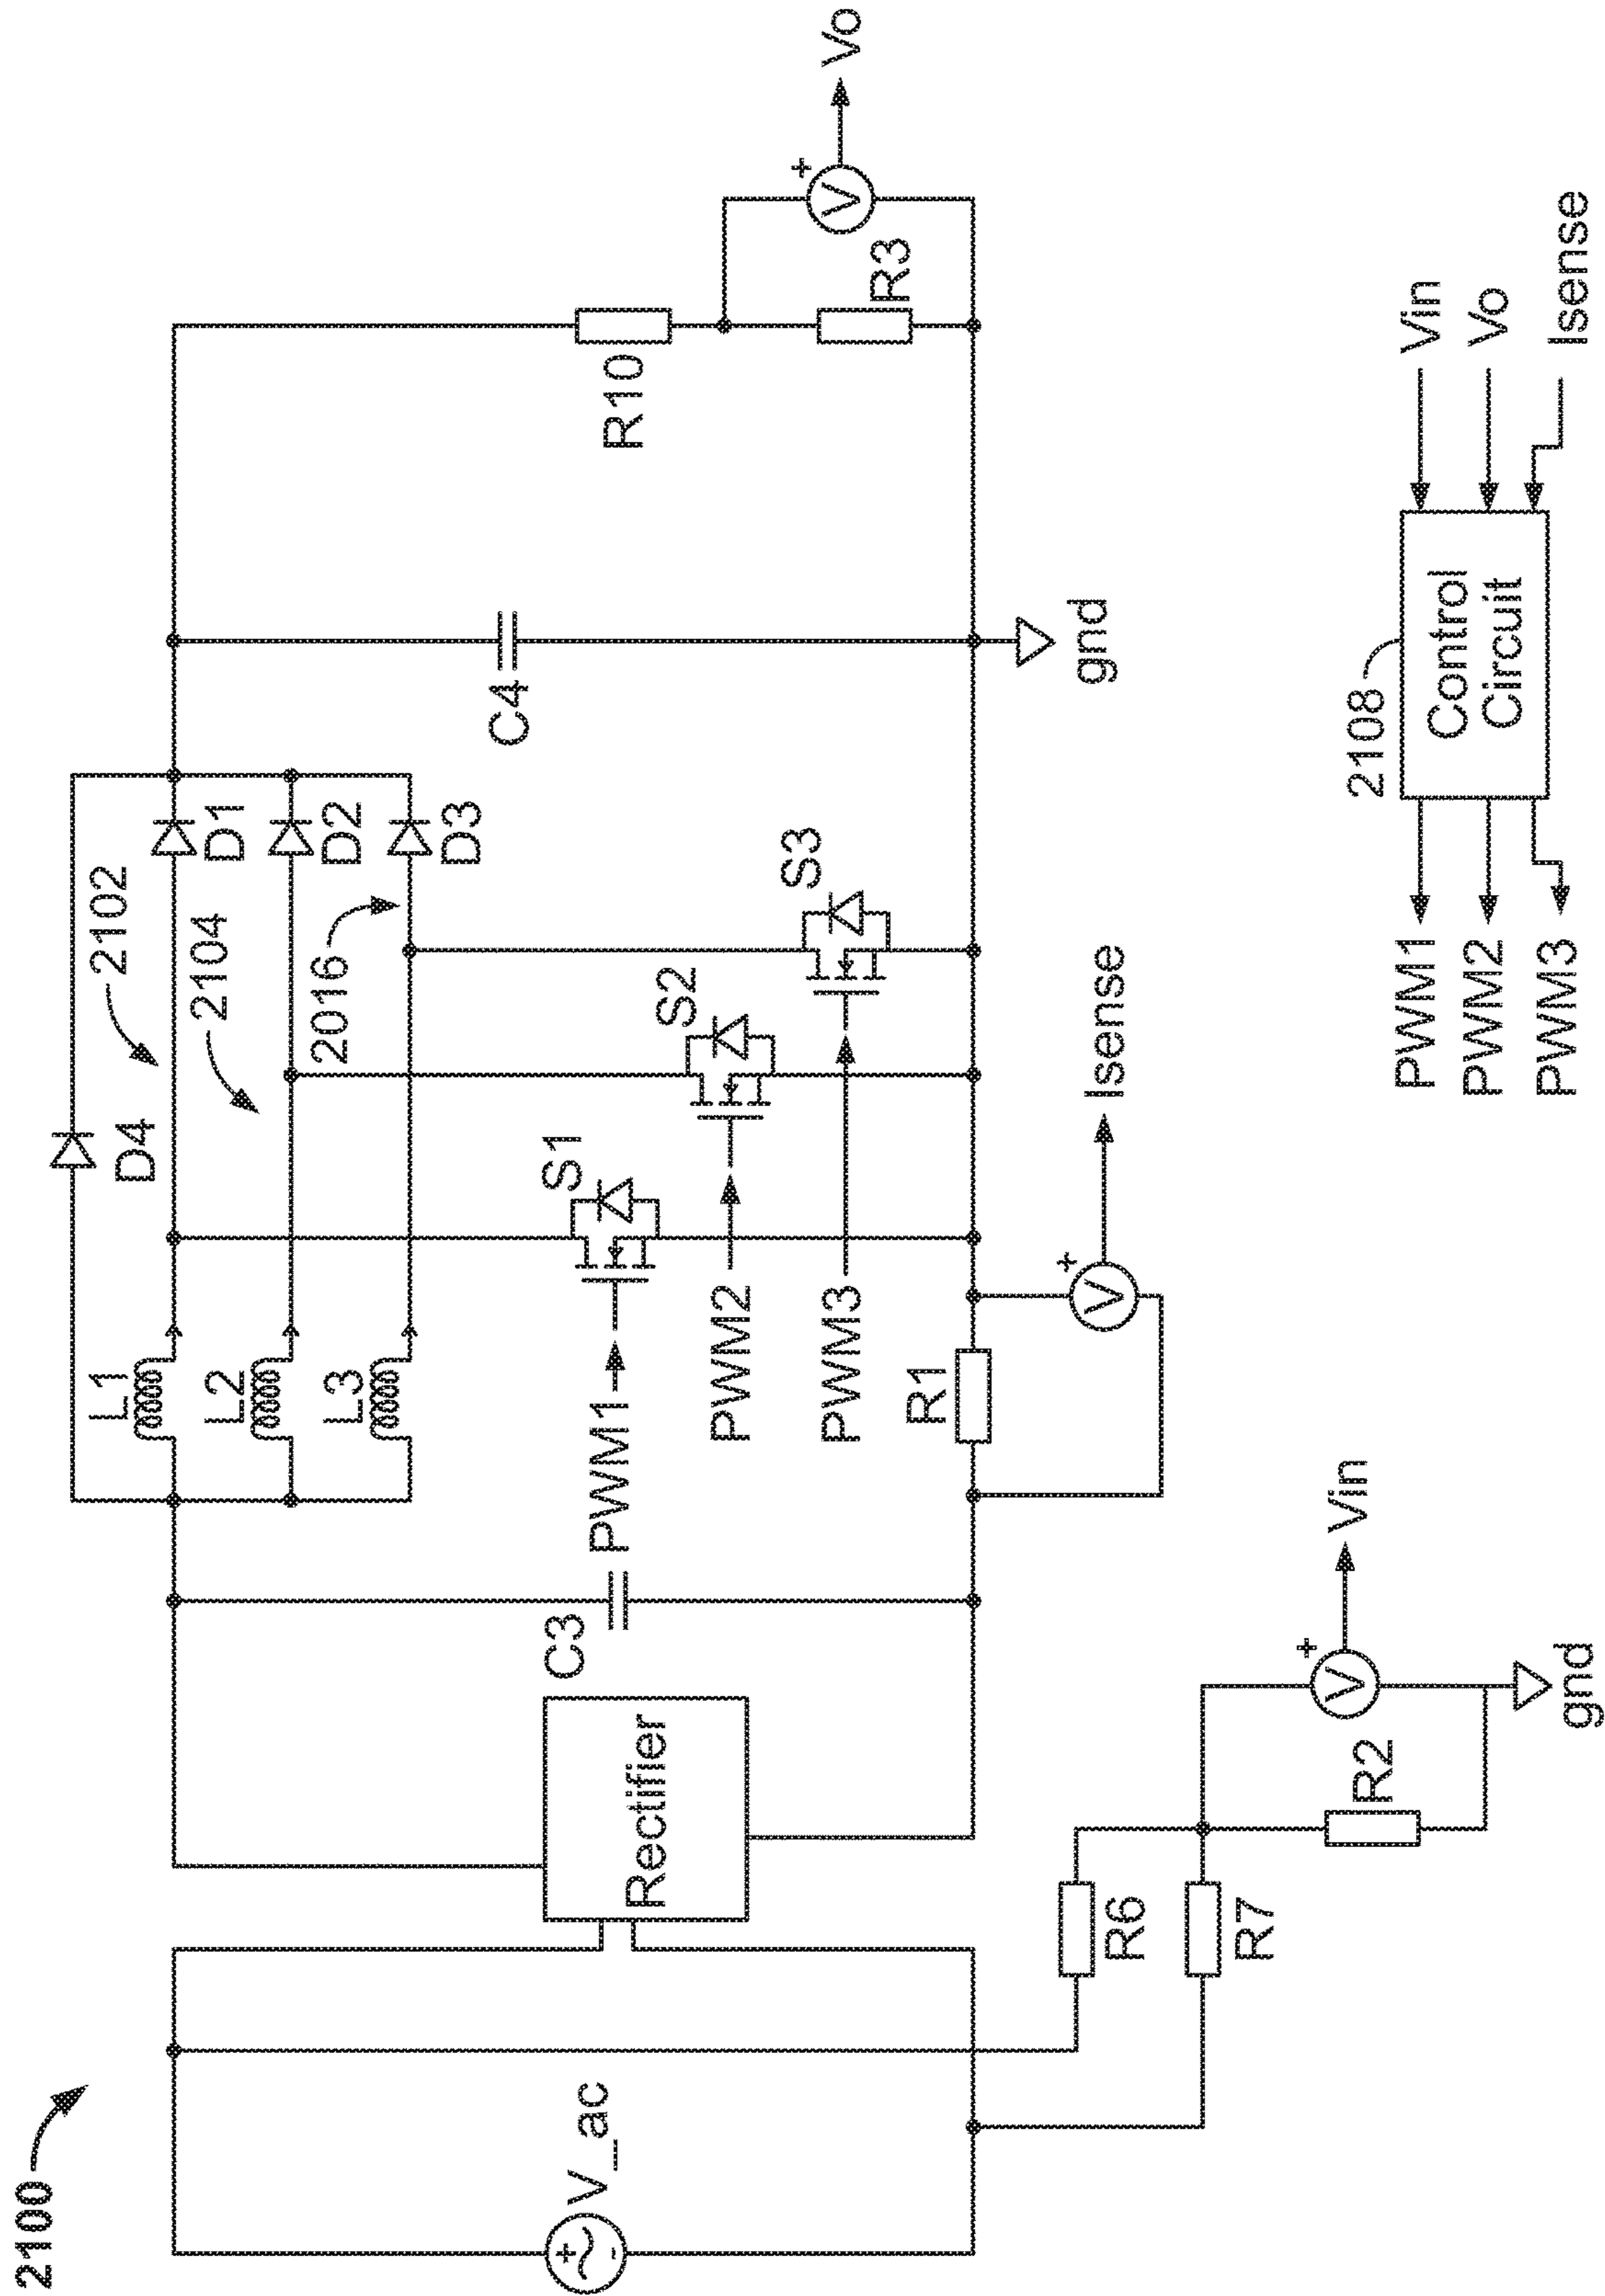 2100
V_ac
Rectifier
C3
R6
R7
R2
Vin
gnd
L1
L2
L3
D4
2102
2104
2016
D1
D2
D3
PWM1
S1
PWM2
S2
PWM3
S3
R1
Isense
C4
gnd
R10
R3
Vo
2108
Control
Circuit
Vin
Vo
Isense
PWM1
PWM2
PWM3
V
V
V
+
+
+
+
-